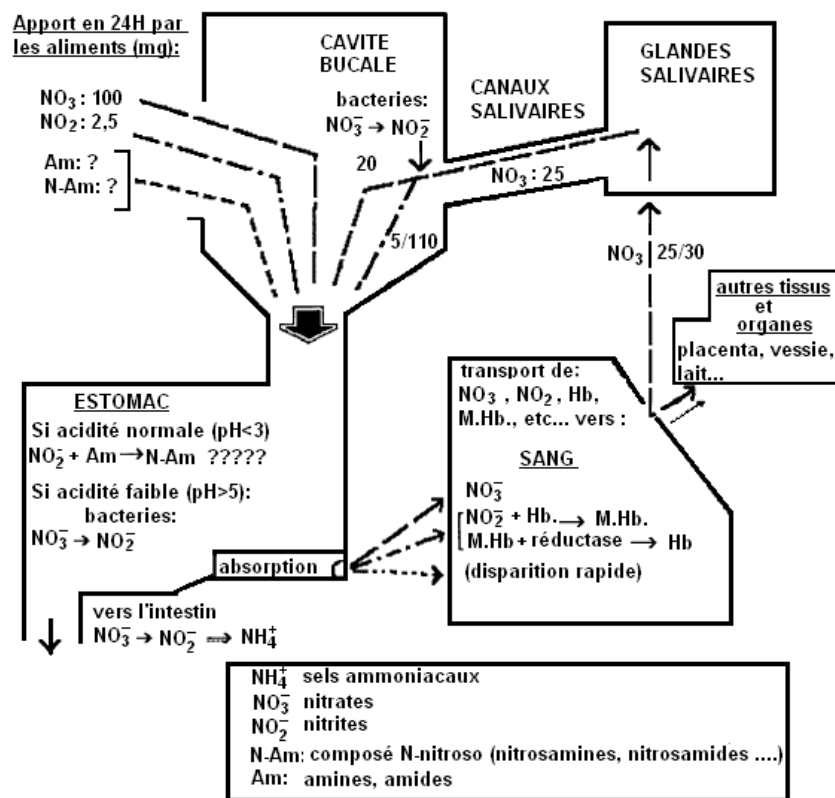 Apport en 24H par
les aliments (mg):
NO₃ : 100
NO₂ : 2,5
Am: ?
N-Am: ?
CAVITE
BUCALE
bacteries:
NO₃⁻ → NO₂⁻
20
5/110
CANAUX
SALIVAIRES
NO₃ : 25
GLANDES
SALIVAIRES
NO₃ 25/30
autres tissus
et
organes
placenta, vessie,
lait...
ESTOMAC
Si acidité normale (pH<3)
NO₂⁻ + Am → N-Am ?????
Si acidité faible (pH>5):
bacteries:
NO₃⁻ → NO₂⁻
absorption
vers l'intestin
NO₃⁻ → NO₂⁻ ⇒ NH₄⁺
transport de:
NO₃ , NO₂ , Hb,
M.Hb., etc... vers :
SANG
NO₃⁻
NO₂⁻ + Hb. → M.Hb.
M.Hb + réductase → Hb
(disparition rapide)
NH₄⁺ sels ammoniacaux
NO₃⁻ nitrates
NO₂⁻ nitrites
N-Am: composé N-nitroso (nitrosamines, nitrosamides ....)
Am: amines, amides